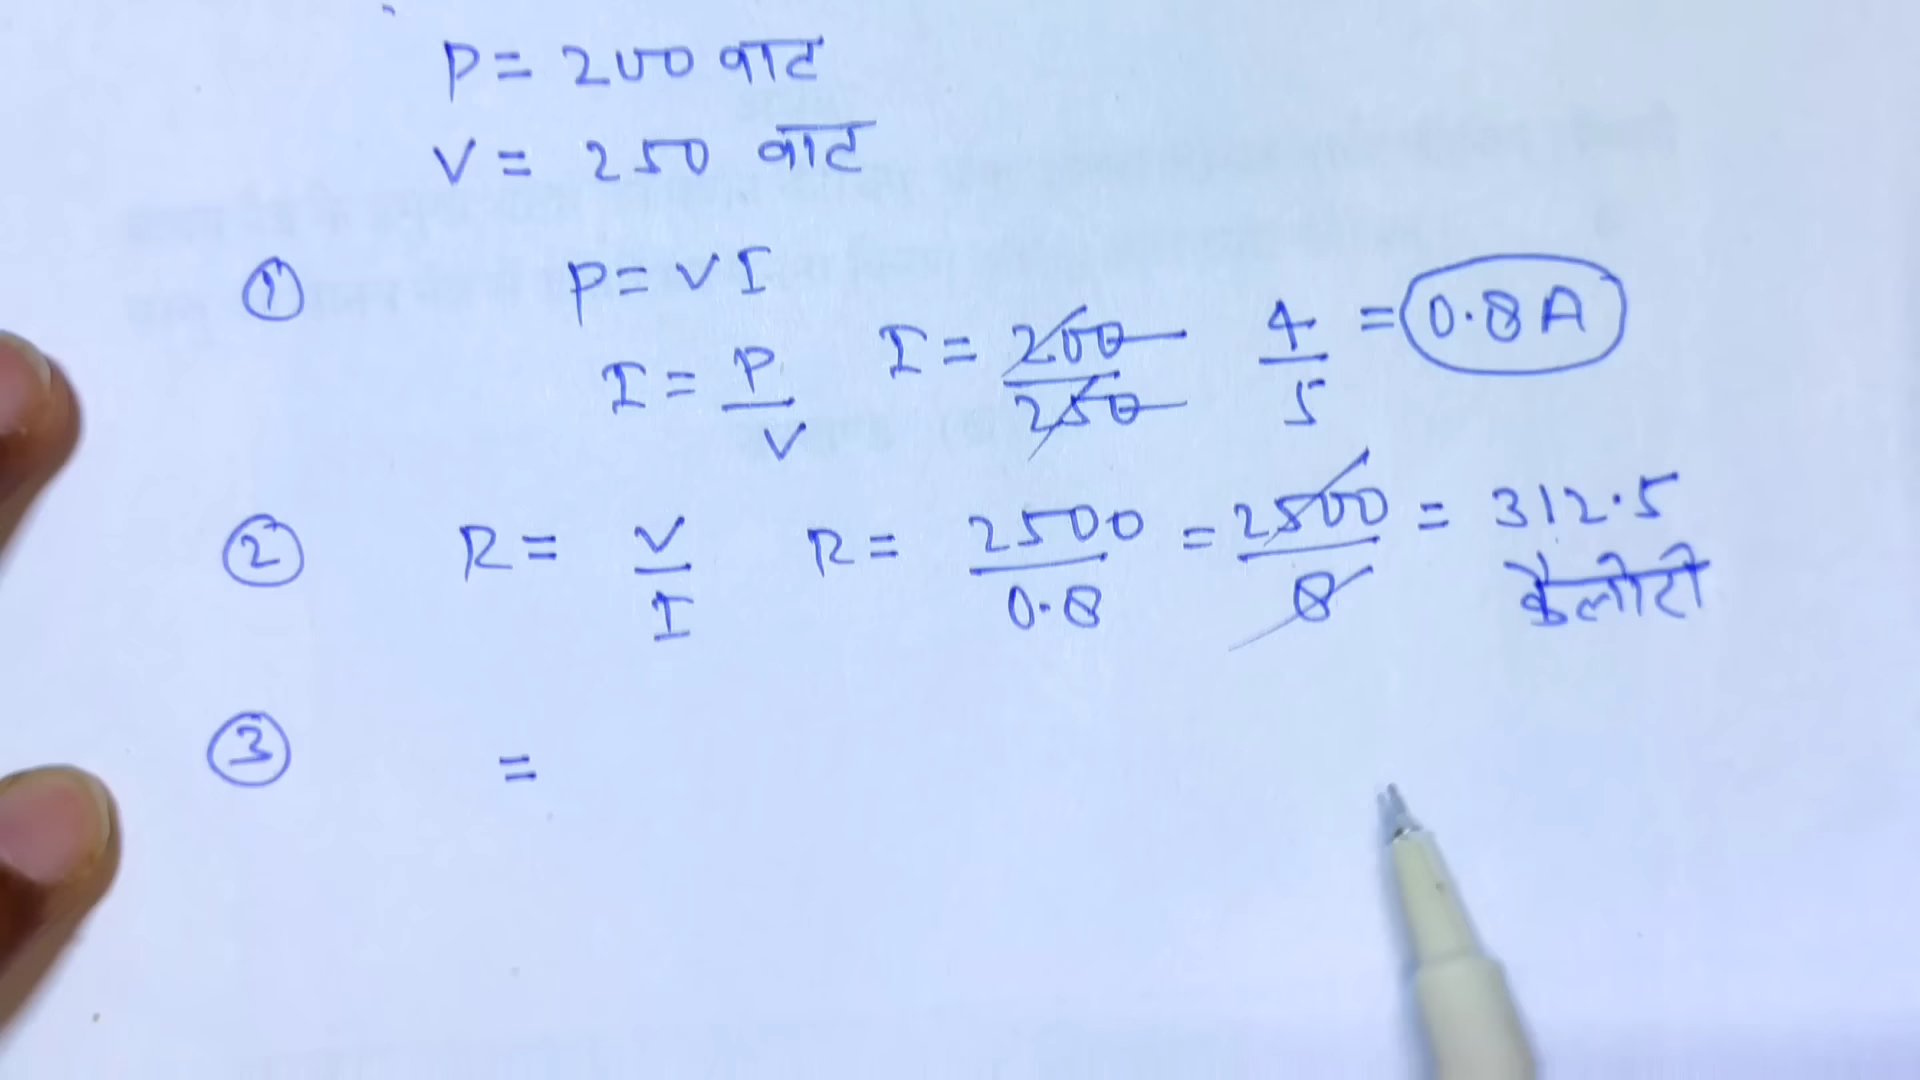 P = 200 वाट
V = 250 वाट
① P = VI
I = P/V I = 200/250 4/5 = 0.8A
② R = V/I R = 2500/0.8 = 2500/8 = 312.5
कैलोरी
③ =